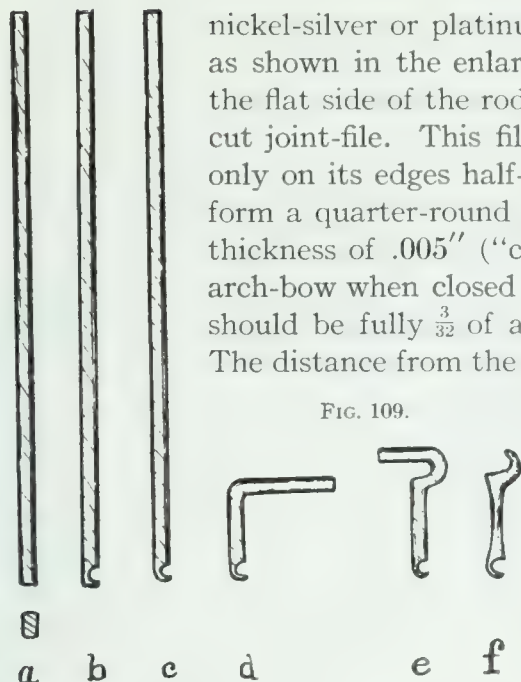 nickel-silver or platinu
as shown in the enlar
the flat side of the rod
cut joint-file. This fil
only on its edges half-
form a quarter-round
thickness of .005″ (“c
arch-bow when closed
should be fully 3/32 of a
The distance from the
FIG. 109.
a b c d e f